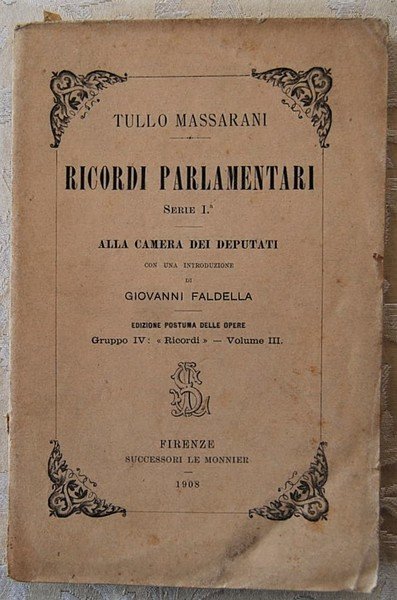 TULLO MASSARANI
RICORDI PARLAMENTARI
SERIE I.ª
ALLA CAMERA DEI DEPUTATI
CON UNA INTRODUZIONE
DI
GIOVANNI FALDELLA
EDIZIONE POSTUMA DELLE OPERE
Gruppo IV: « Ricordi » — Volume III.
FIRENZE
SUCCESSORI LE MONNIER
1908